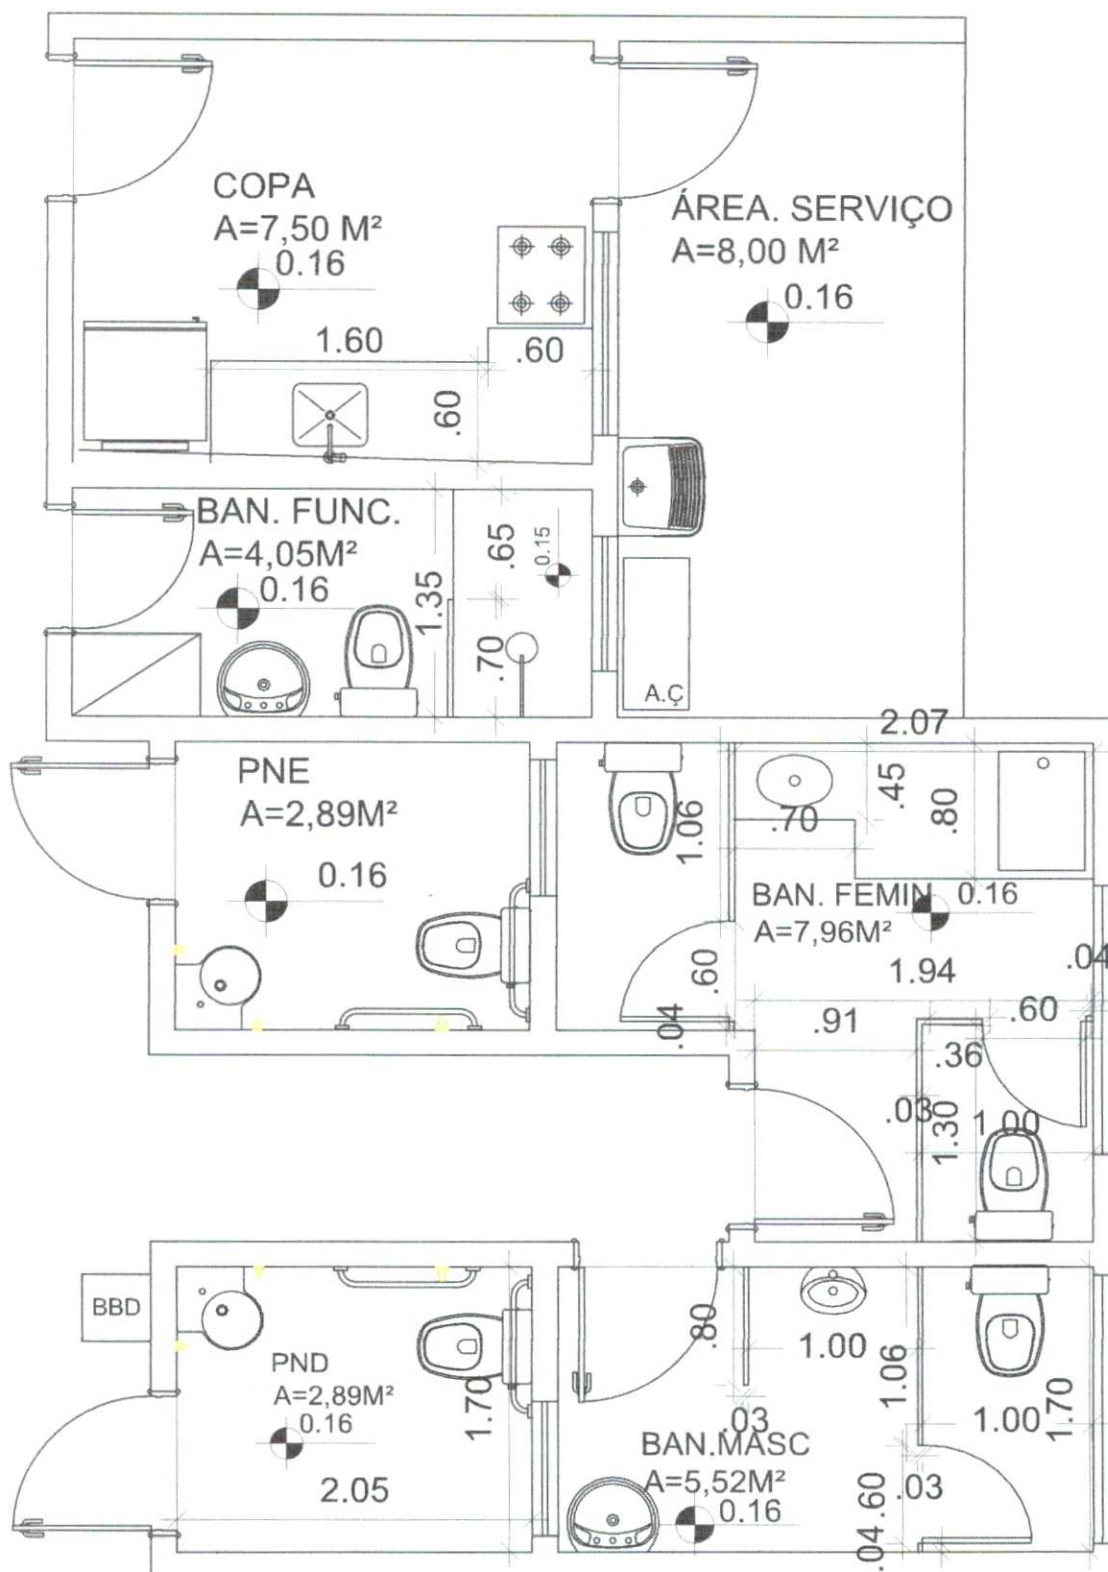 COPA
A=7,50 M²
0.16
1.60
.60
.60
ÁREA. SERVIÇO
A=8,00 M²
0.16
BAN. FUNC.
A=4,05M²
0.16
1.35
.65
.70
0.15
A.Ç
PNE
A=2,89M²
0.16
2.07
1.06
.70
.45
.80
BAN. FEMIN
0.16
A=7,96M²
1.94
.04
.60
.04
.91
.60
.36
.03
1.30
1.00
BBD
PND
A=2,89M²
0.16
1.70
2.05
.80
1.00
1.06
.03
1.00
1.70
BAN.MASC
A=5,52M²
0.16
.60
.03
.04